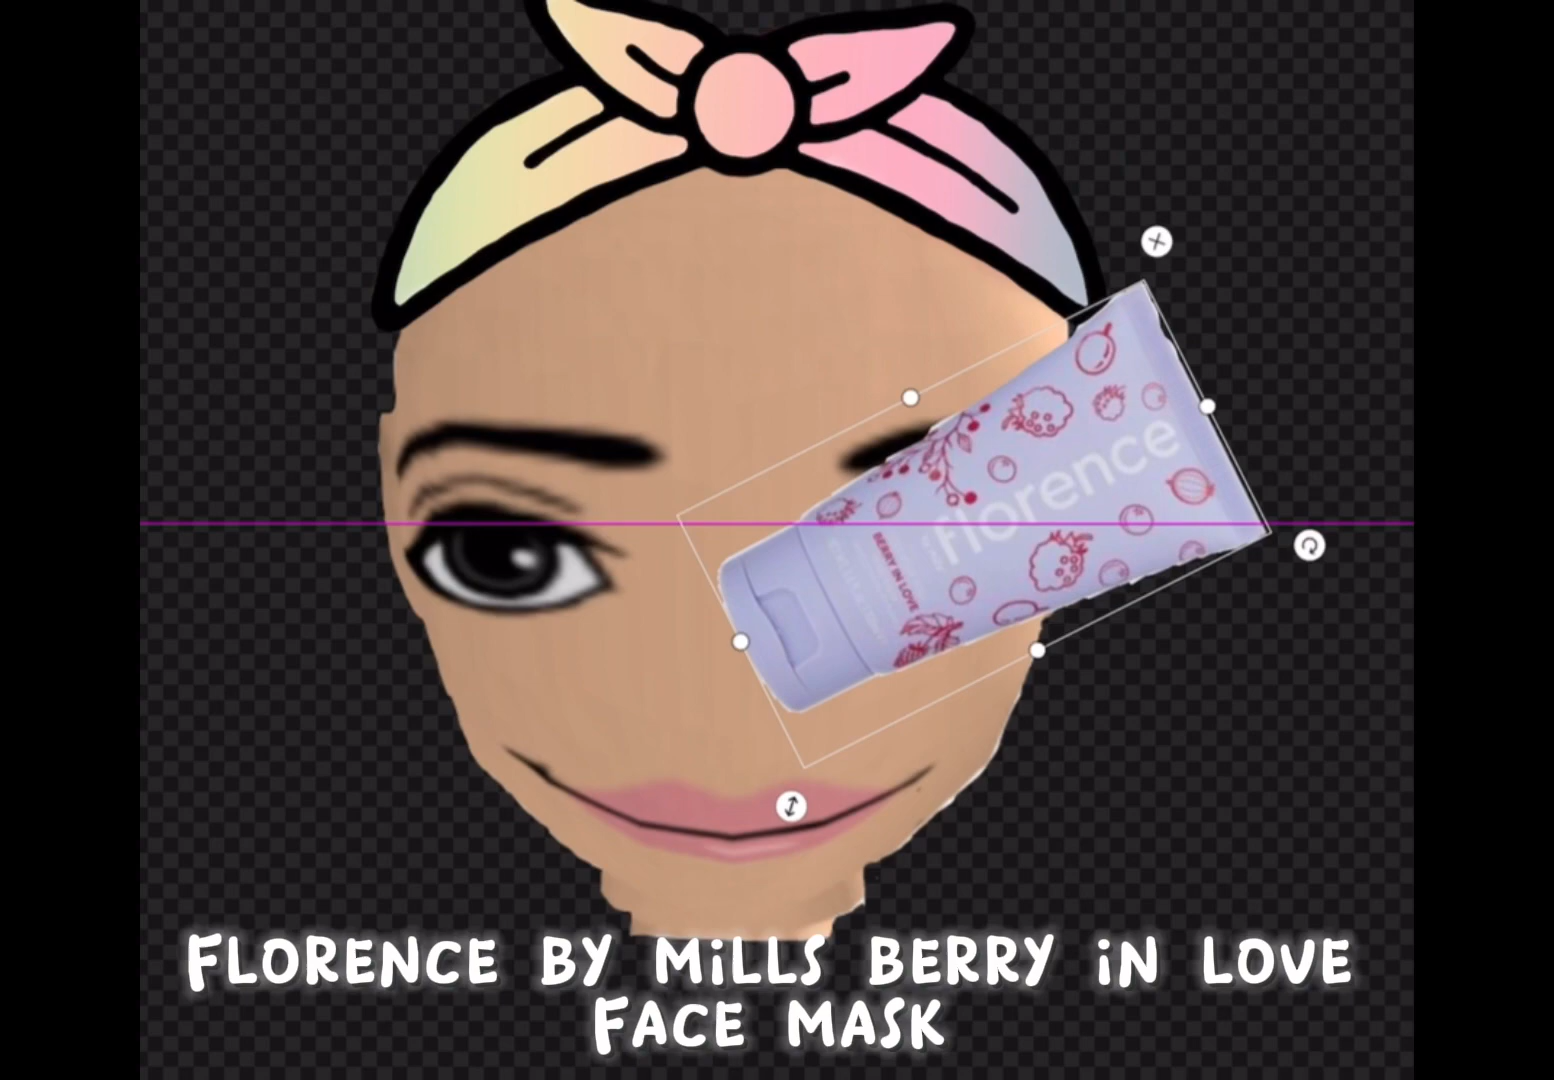 florence
BERRY IN LOVE
FLORENCE BY MiLLS BERRY iN LOVE
FACE MASK